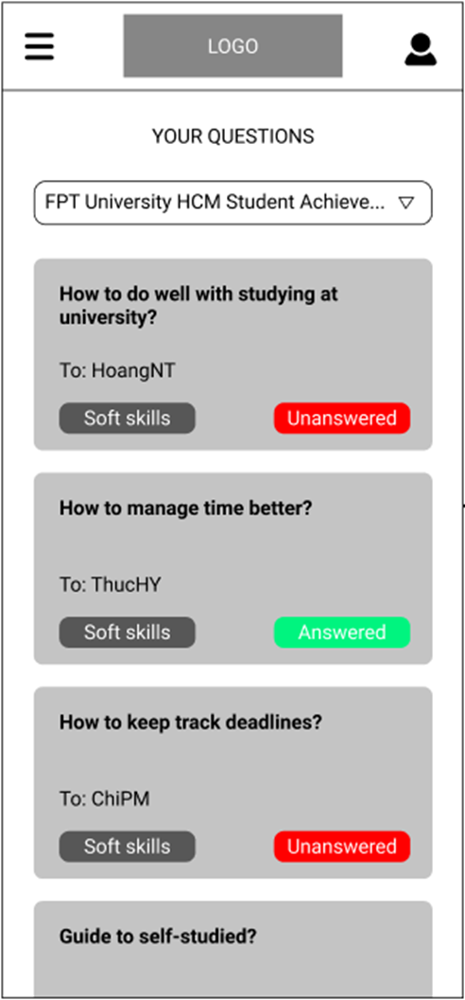 LOGO
YOUR QUESTIONS
FPT University HCM Student Achieve...
How to do well with studying at
university?
To: HoangNT
Soft skills
Unanswered
How to manage time better?
To: ThucHY
Soft skills
Answered
How to keep track deadlines?
To: ChiPM
Soft skills
Unanswered
Guide to self-studied?